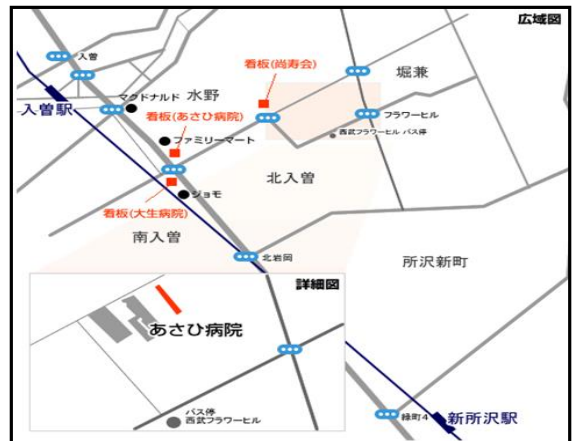 広域図
入曽
看板(尚寿会)
堀兼
マクドナルド
水野
入曽駅
フラワーヒル
看板(あさひ病院)
西武フラワーヒル バス停
ファミリーマート
北入曽
ジョモ
看板(大生病院)
南入曽
北岩岡
所沢新町
詳細図
あさひ病院
バス停
西武フラワーヒル
緑町4
新所沢駅